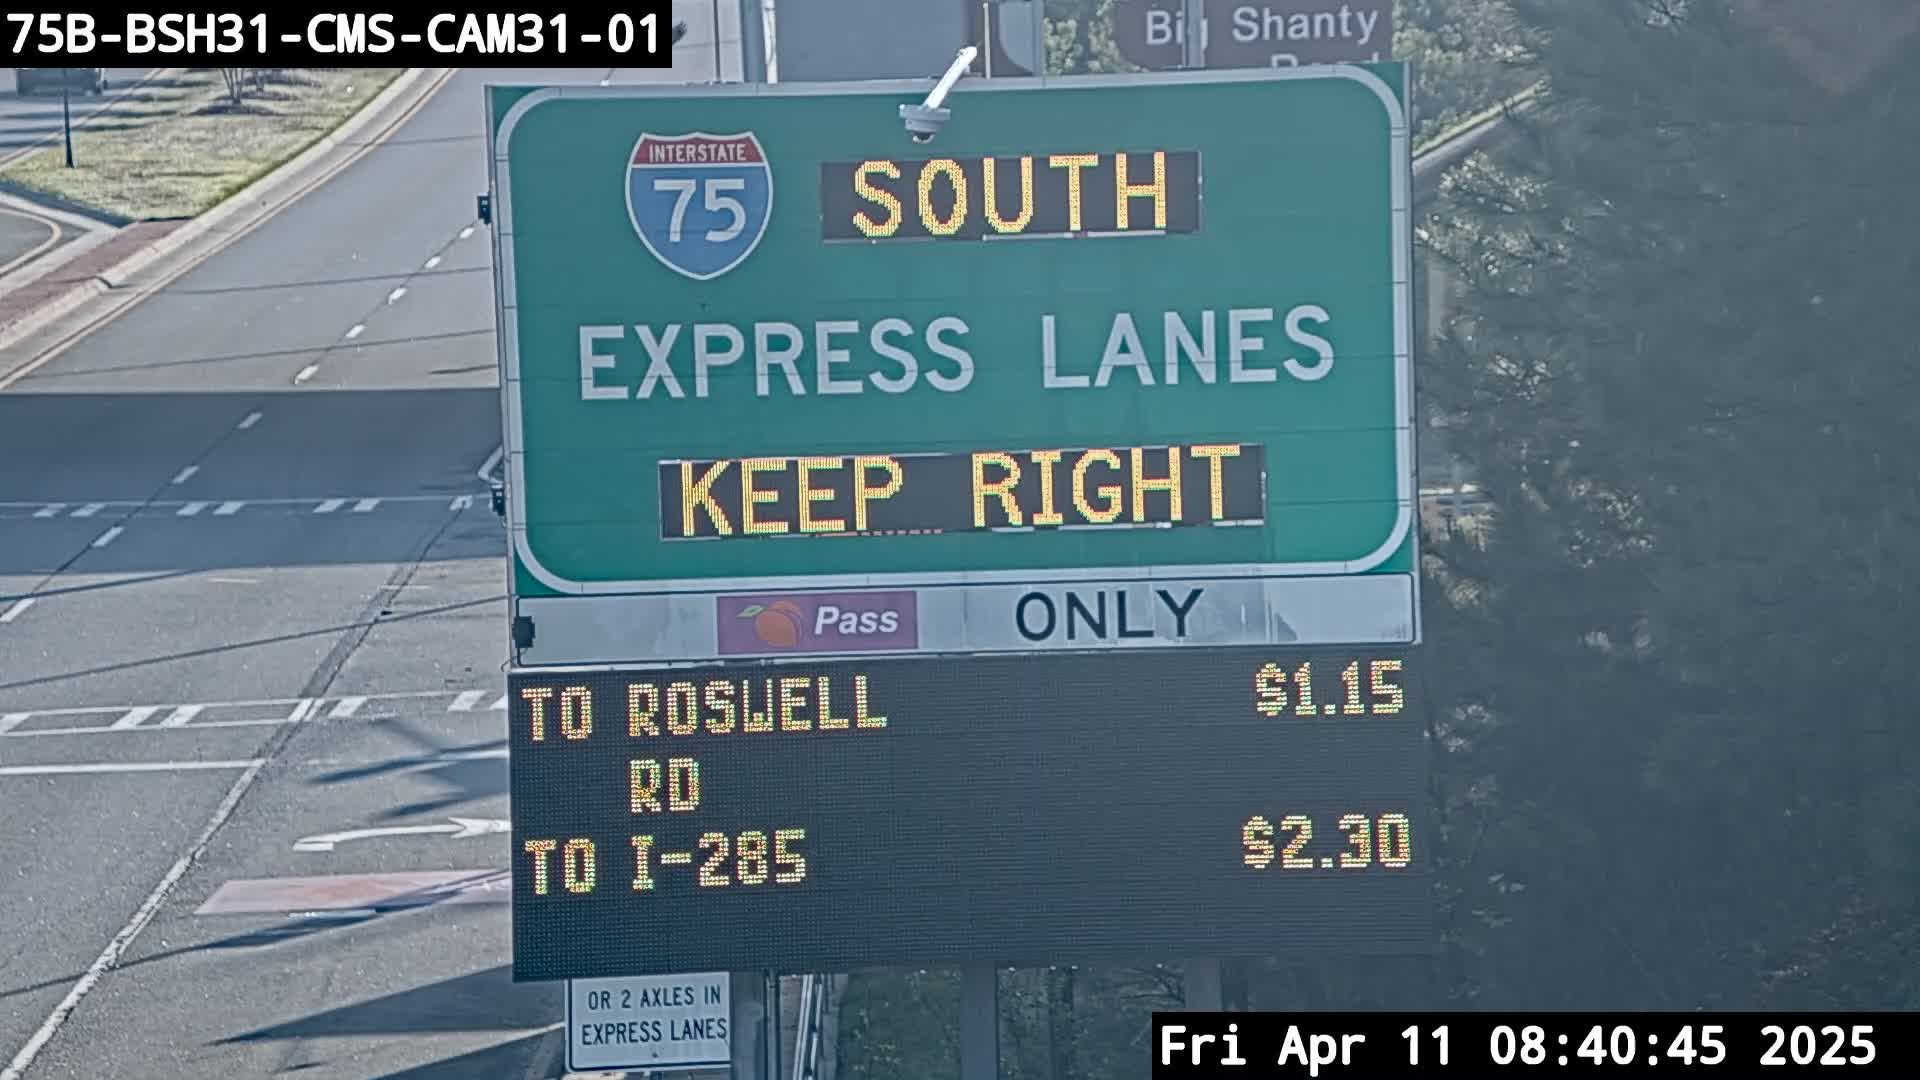 75B-BSH31-CMS-CAM31-01
Big Shanty
Road
INTERSTATE
75
SOUTH
EXPRESS LANES
KEEP RIGHT
Pass
ONLY
TO ROSWELL $1.15
RD
TO I-285 $2.30
OR 2 AXLES IN
EXPRESS LANES
Fri Apr 11 08:40:45 2025